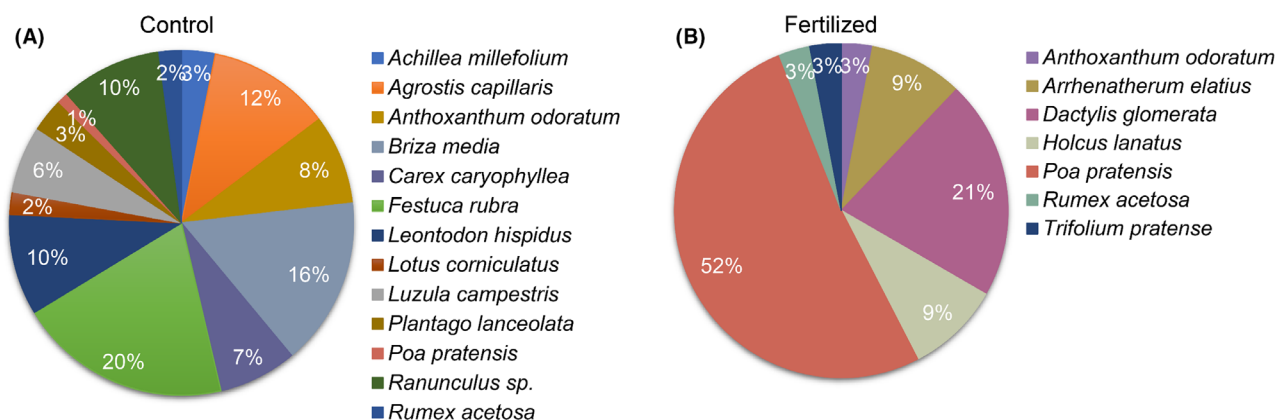 (A)
Control
2%
3%
12%
8%
16%
7%
20%
10%
2%
6%
3%
1%
10%
Achillea millefolium
Agrostis capillaris
Anthoxanthum odoratum
Briza media
Carex caryophyllea
Festuca rubra
Leontodon hispidus
Lotus corniculatus
Luzula campestris
Plantago lanceolata
Poa pratensis
Ranunculus sp.
Rumex acetosa
(B)
Fertilized
3%
3%
3%
9%
21%
9%
52%
Anthoxanthum odoratum
Arrhenatherum elatius
Dactylis glomerata
Holcus lanatus
Poa pratensis
Rumex acetosa
Trifolium pratense